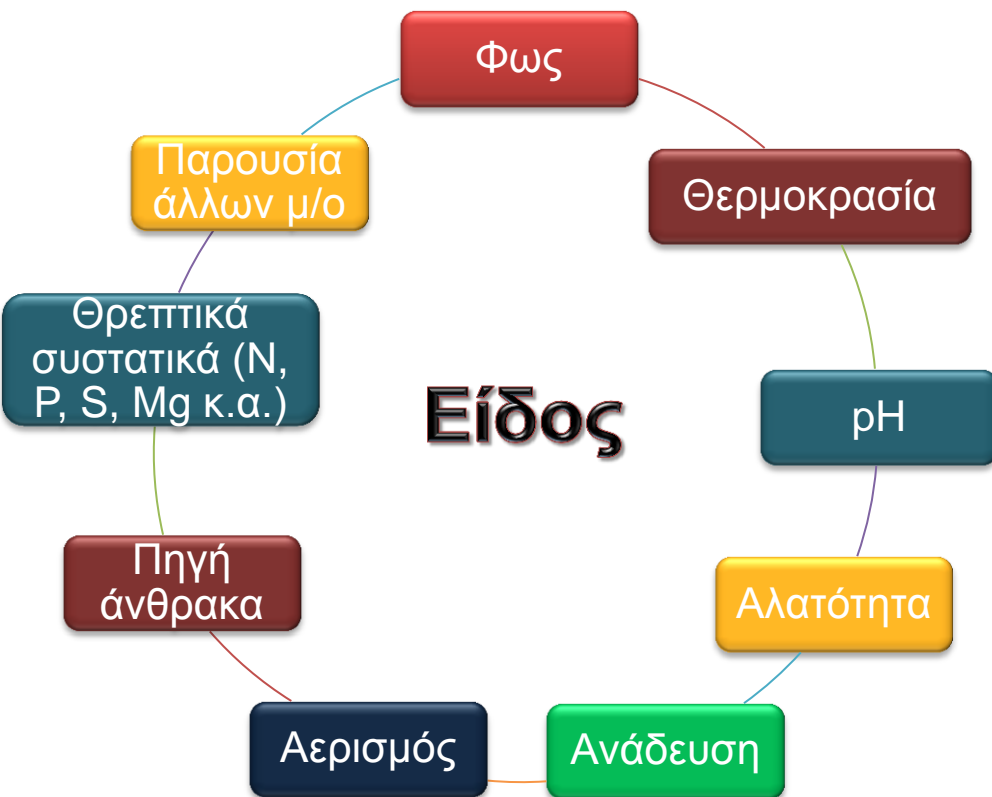 Φως
Θερμοκρασία
pH
Αλατότητα
Ανάδευση
Αερισμός
Πηγή
άνθρακα
Θρεπτικά
συστατικά (N,
P, S, Mg κ.α.)
Παρουσία
άλλων μ/ο
Είδος